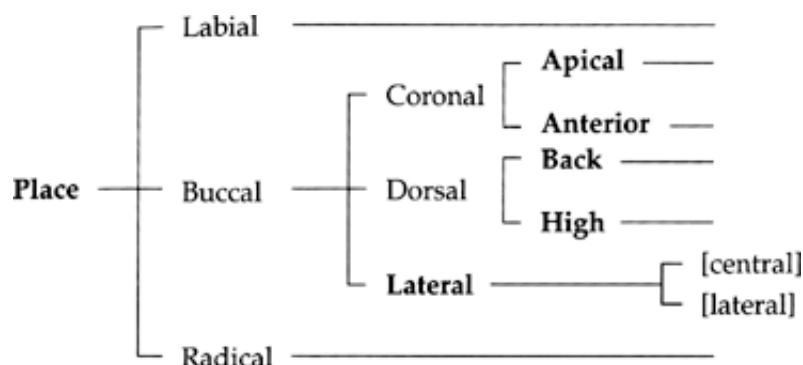 Labial
Apical
Coronal
Anterior
Back
Place Buccal Dorsal
High
[central]
Lateral
[lateral]
Radical